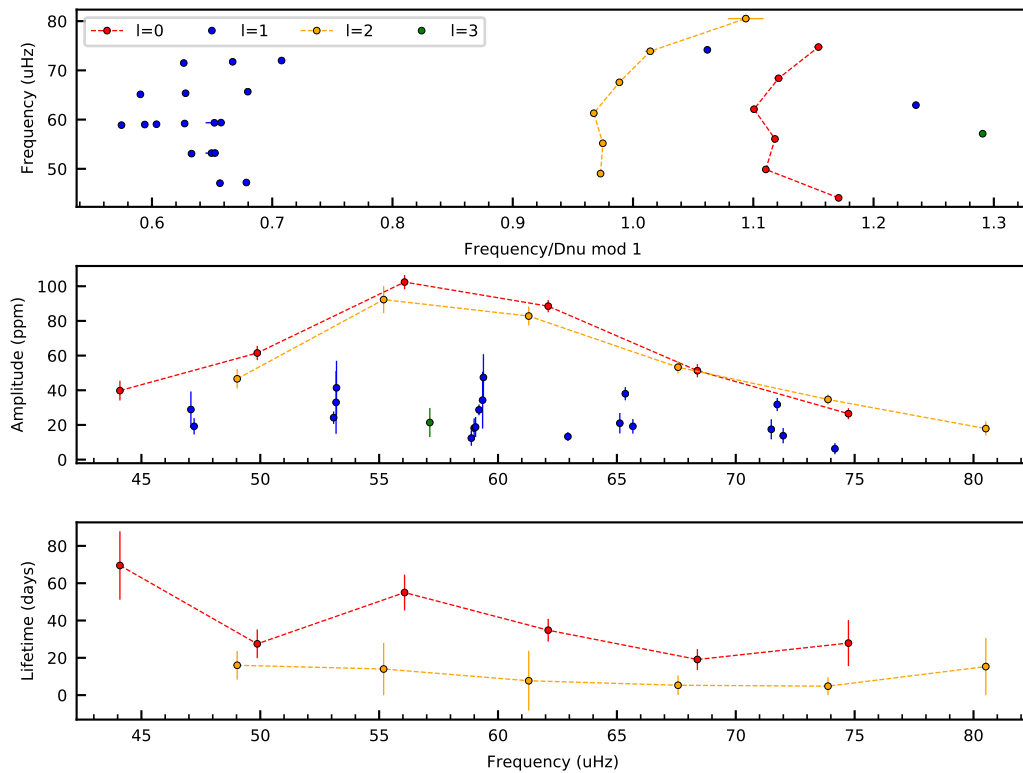 l=0 l=1 l=2 l=3
Frequency (uHz)
80
70
60
50
0.6 0.7 0.8 0.9 1.0 1.1 1.2 1.3
Frequency/Dnu mod 1
Amplitude (ppm)
100
80
60
40
20
0
45 50 55 60 65 70 75 80
Lifetime (days)
80
60
40
20
0
45 50 55 60 65 70 75 80
Frequency (uHz)